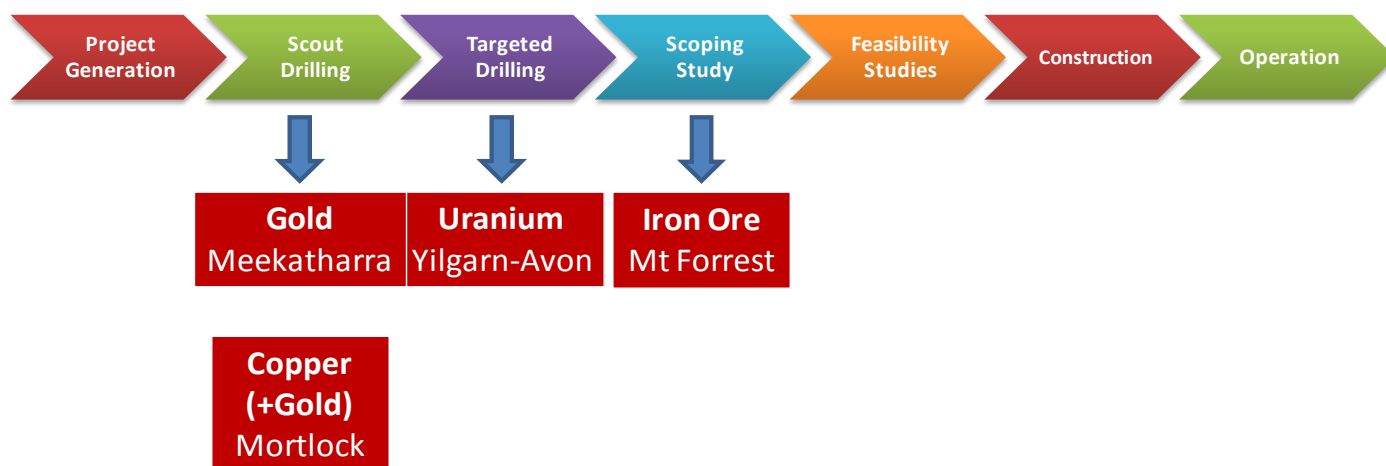 Project
Generation
Scout
Drilling
Targeted
Drilling
Scoping
Study
Feasibility
Studies
Construction
Operation
Gold
Meekatharra
Uranium
Yilgarn-Avon
Iron Ore
Mt Forrest
Copper
(+Gold)
Mortlock